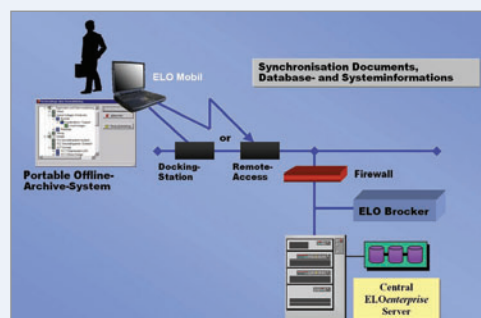 ELO Mobil
Synchronisation Documents,
Database- and Systeminformations
or
Portable Offline-
Archive-System
Docking-
Station
Remote-
Access
Firewall
ELO Brocker
Central
ELOenterprise
Server